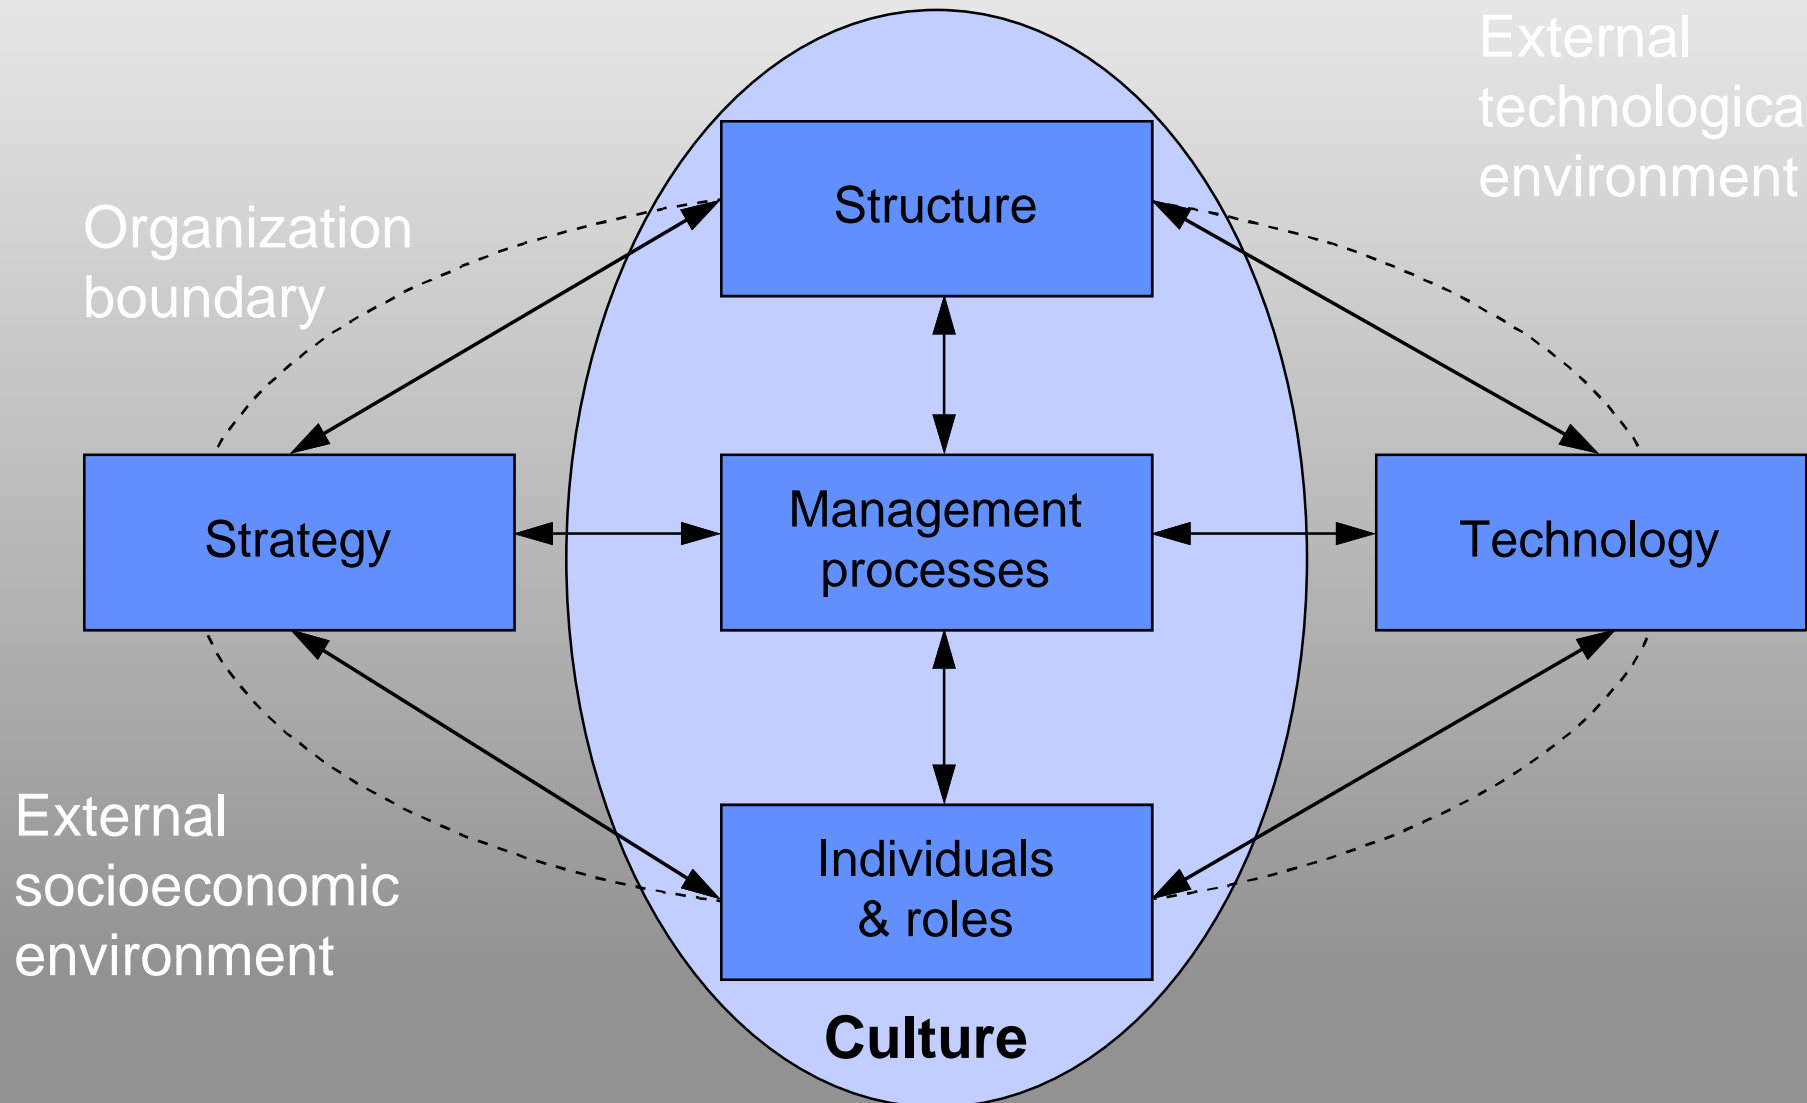 External
technologica
environment
Structure
Organization
boundary
Strategy
Management
processes
Technology
External
socioeconomic
environment
Individuals
& roles
Culture